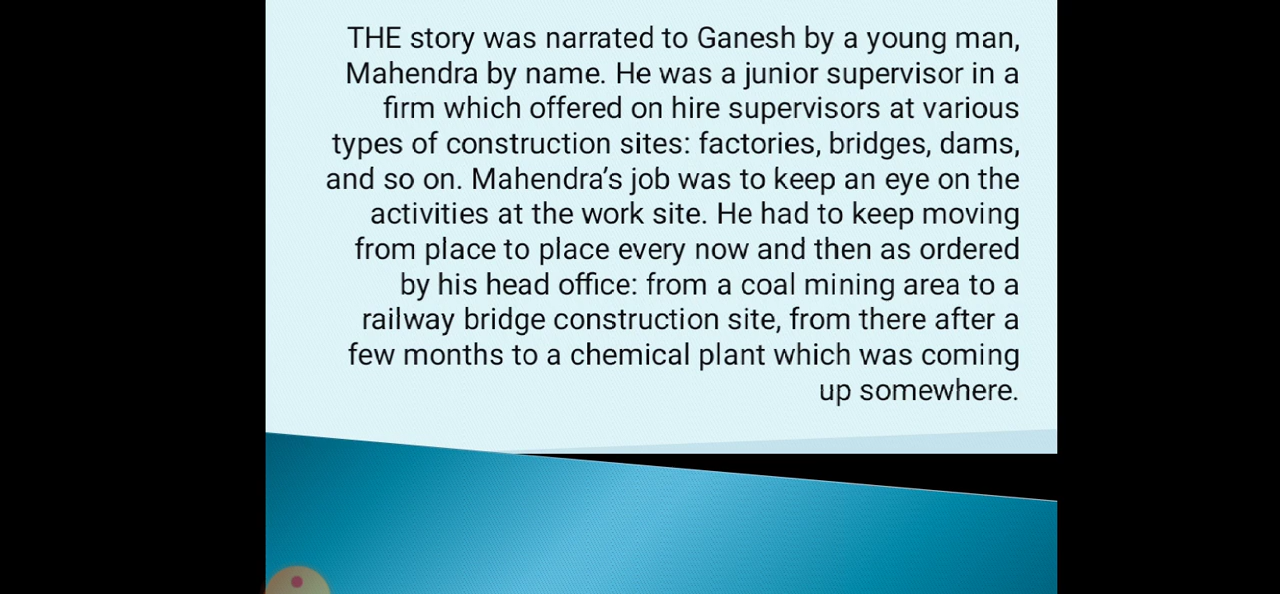 THE story was narrated to Ganesh by a young man,
Mahendra by name. He was a junior supervisor in a
firm which offered on hire supervisors at various
types of construction sites: factories, bridges, dams,
and so on. Mahendra’s job was to keep an eye on the
activities at the work site. He had to keep moving
from place to place every now and then as ordered
by his head office: from a coal mining area to a
railway bridge construction site, from there after a
few months to a chemical plant which was coming
up somewhere.